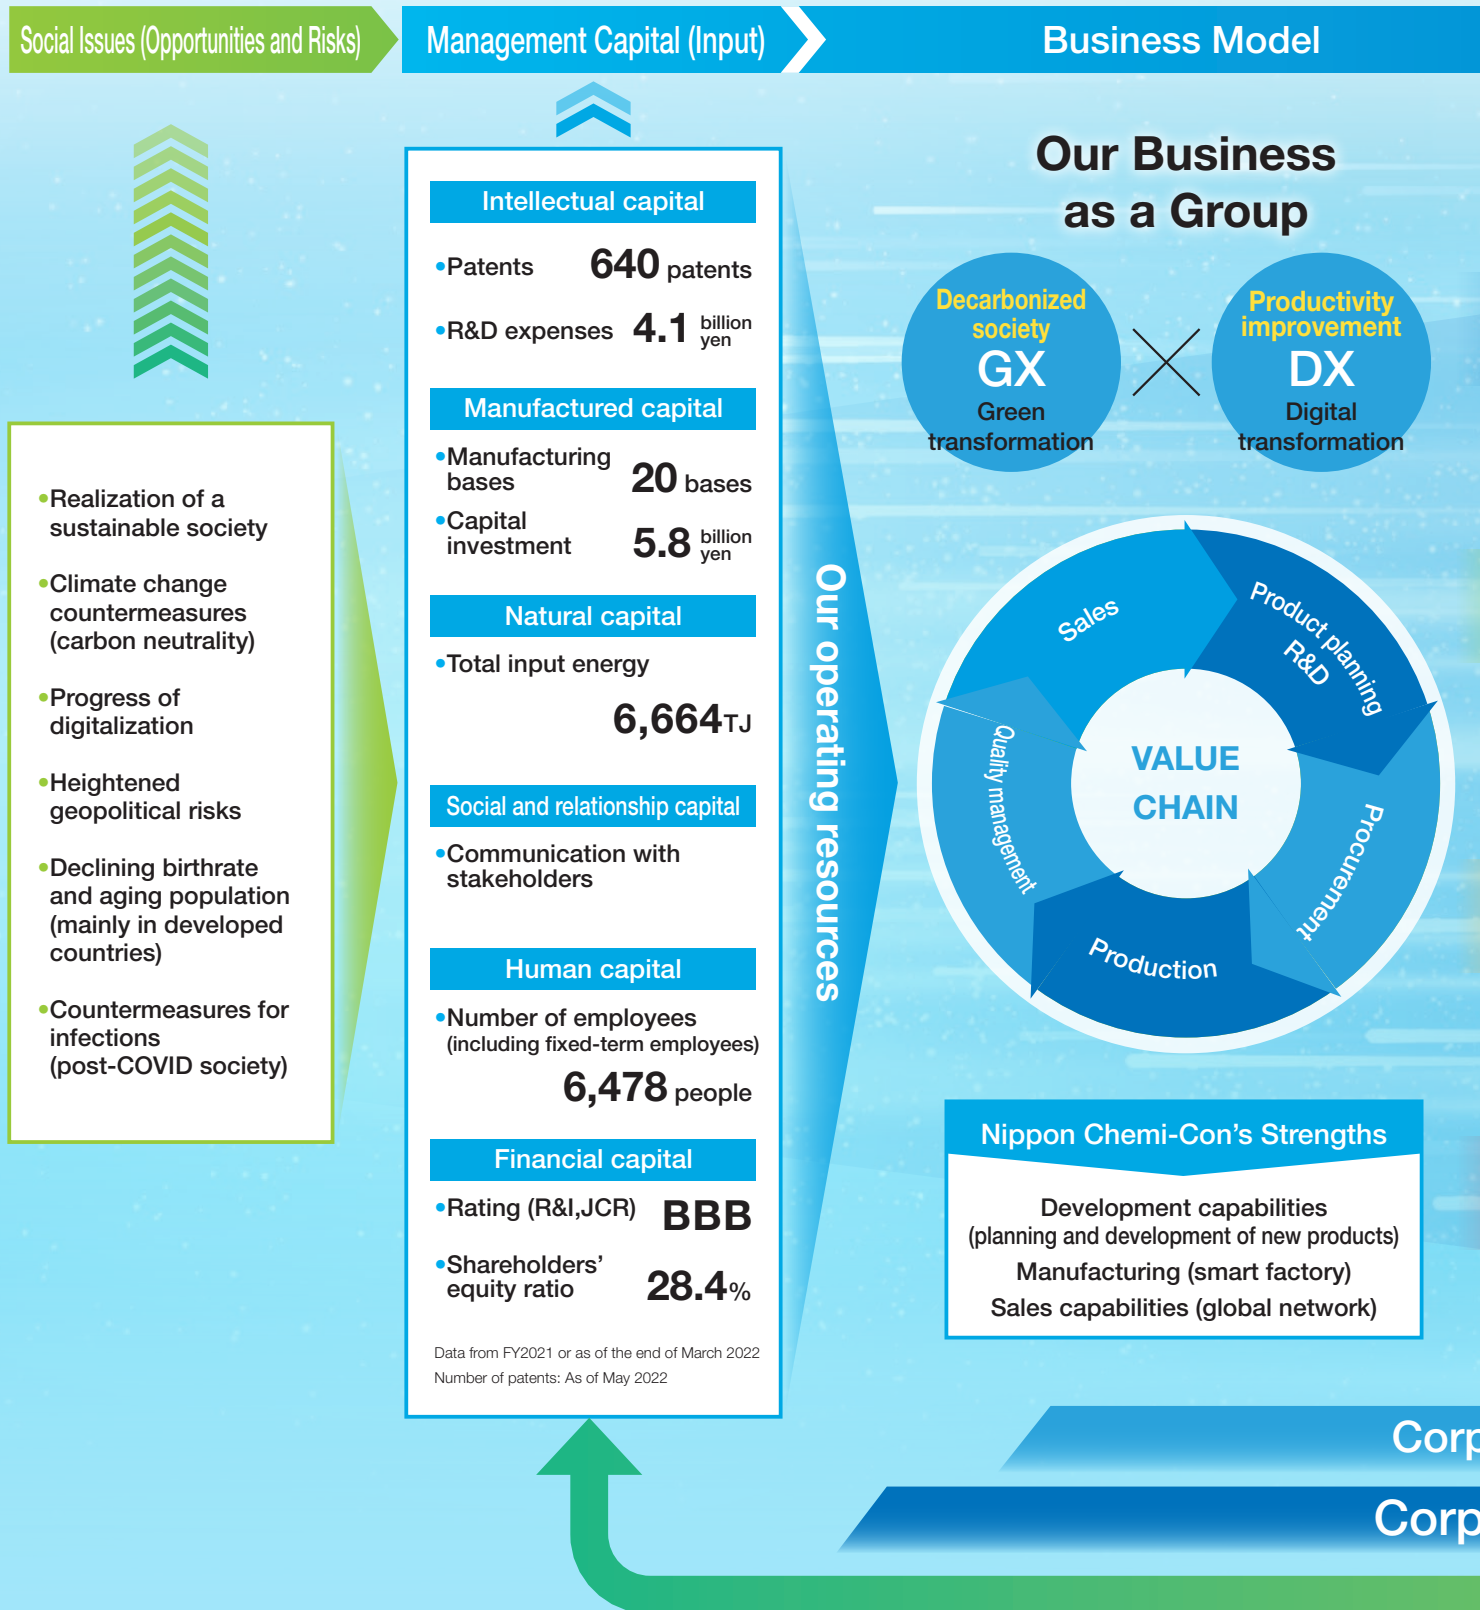 Social Issues (Opportunities and Risks)
Management Capital (Input)
Business Model
•Realization of a
sustainable society
•Climate change
countermeasures
(carbon neutrality)
•Progress of
digitalization
•Heightened
geopolitical risks
•Declining birthrate
and aging population
(mainly in developed
countries)
•Countermeasures for
infections
(post-COVID society)
Intellectual capital
•Patents 640 patents
•R&D expenses 4.1 billion yen
Manufactured capital
•Manufacturing
bases 20 bases
•Capital
investment 5.8 billion yen
Natural capital
•Total input energy
6,664 TJ
Social and relationship capital
•Communication with
stakeholders
Human capital
•Number of employees
(including fixed-term employees)
6,478 people
Financial capital
•Rating (R&I,JCR) BBB
•Shareholders'
equity ratio 28.4%
Data from FY2021 or as of the end of March 2022
Number of patents: As of May 2022
Our operating resources
Our Business
as a Group
Decarbonized
society
GX
Green
transformation
Productivity
improvement
DX
Digital
transformation
Sales
Product planning
R&D
Procurement
Production
Quality management
VALUE
CHAIN
Nippon Chemi-Con's Strengths
Development capabilities
(planning and development of new products)
Manufacturing (smart factory)
Sales capabilities (global network)
Corp
Corp